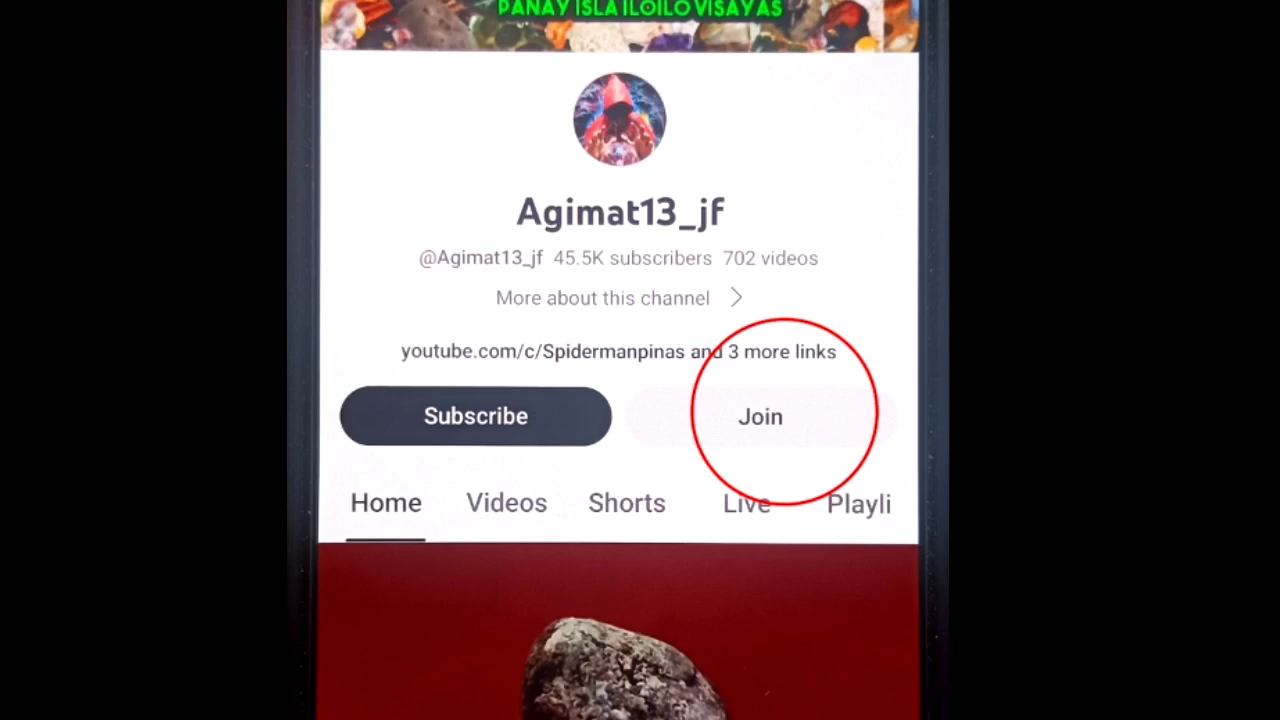 PANAY ISLA ILOILO VISAYAS
Agimat13_jf
@Agimat13_jf 45.5K subscribers 702 videos
More about this channel
youtube.com/c/Spidermanpinas and 3 more links
Subscribe Join
Home Videos Shorts Live Playli